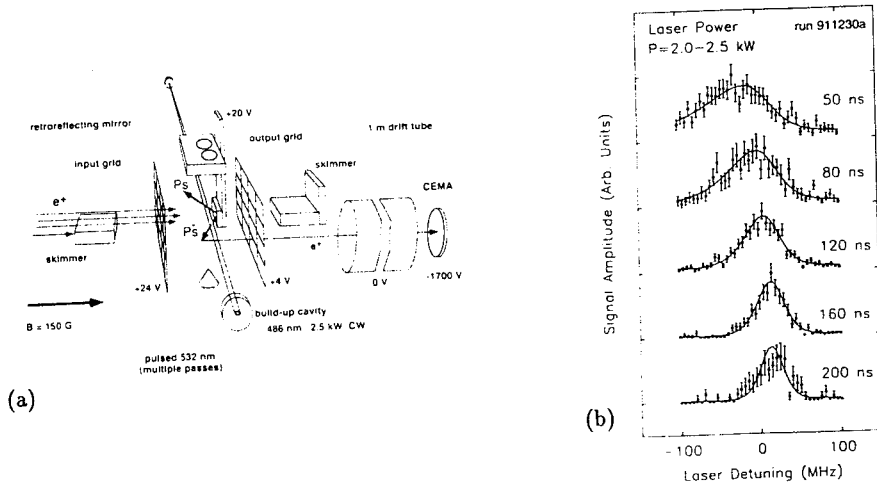 +20 V
retroreflecting mirror
output grid
1 m drift tube
input grid
skimmer
Ps
CEMA
e+
Ps
e+
skimmer
+24 V
+4 V
0 V
-1700 V
B = 150 G
build-up cavity
486 nm 2.5 kW CW
pulsed 532 nm
(multiple passes)
(a)
Laser Power
run 911230a
P=2.0-2.5 kW
50 ns
80 ns
120 ns
160 ns
200 ns
Signal Amplitude (Arb. Units)
-100
0
100
Laser Detuning (MHz)
(b)